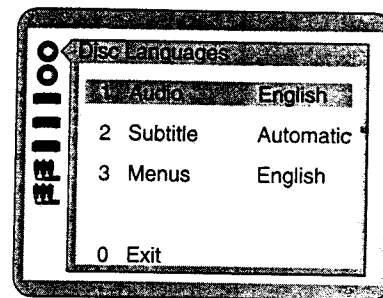 Disc Languages
1 Audio English
2 Subtitle Automatic
3 Menus English
0 Exit